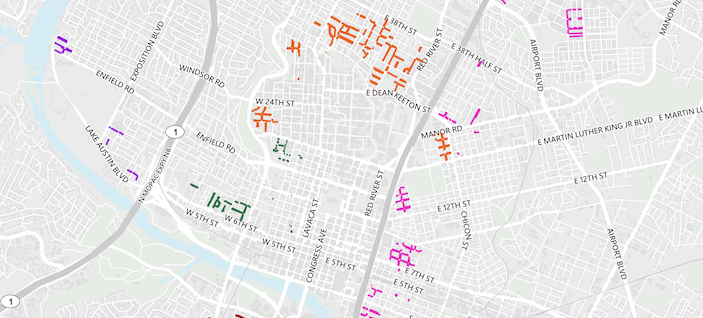 EXPOSITION BLVD
E 38TH ST
RED RIVER ST
E 38TH HALF ST
AIRPORT BLVD
MANOR RD
ENFIELD RD
WINDSOR RD
E DEAN KEETON ST
W 24TH ST
1
MANOR RD
E MARTIN LUTHER KING JR BLVD
E MARTIN LU
LAKE AUSTIN BLVD
ENFIELD RD
N MOPAC EXPY NB
E 12TH ST
RED RIVER ST
E 12TH ST
W 6TH ST
W 5TH ST
LAVACA ST
CHICON ST
W 5TH ST
CONGRESS AVE
AIRPORT BLVD
E 5TH ST
E 7TH ST
E 5TH ST
1